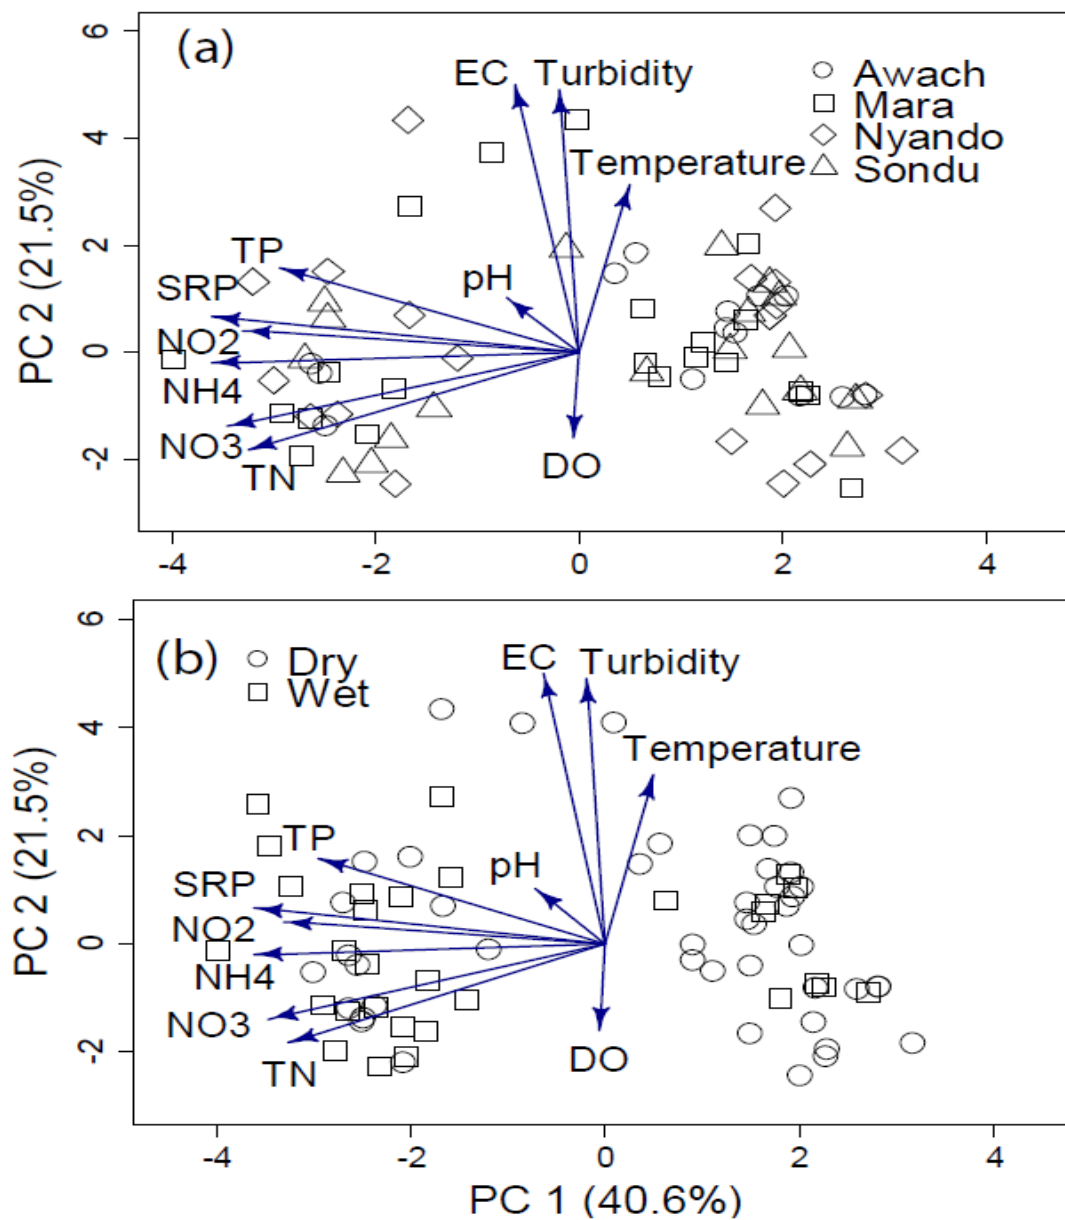 (a)
EC Turbidity
Temperature
Awach
Mara
Nyando
Sondu
TP
SRP
NO2
NH4
NO3
TN
pH
DO
PC 2 (21.5%)
6
4
2
0
-2
-4 -2 0 2 4
(b)
Dry
Wet
EC Turbidity
Temperature
TP
SRP
NO2
NH4
NO3
TN
pH
DO
PC 2 (21.5%)
6
4
2
0
-2
-4 -2 0 2 4
PC 1 (40.6%)